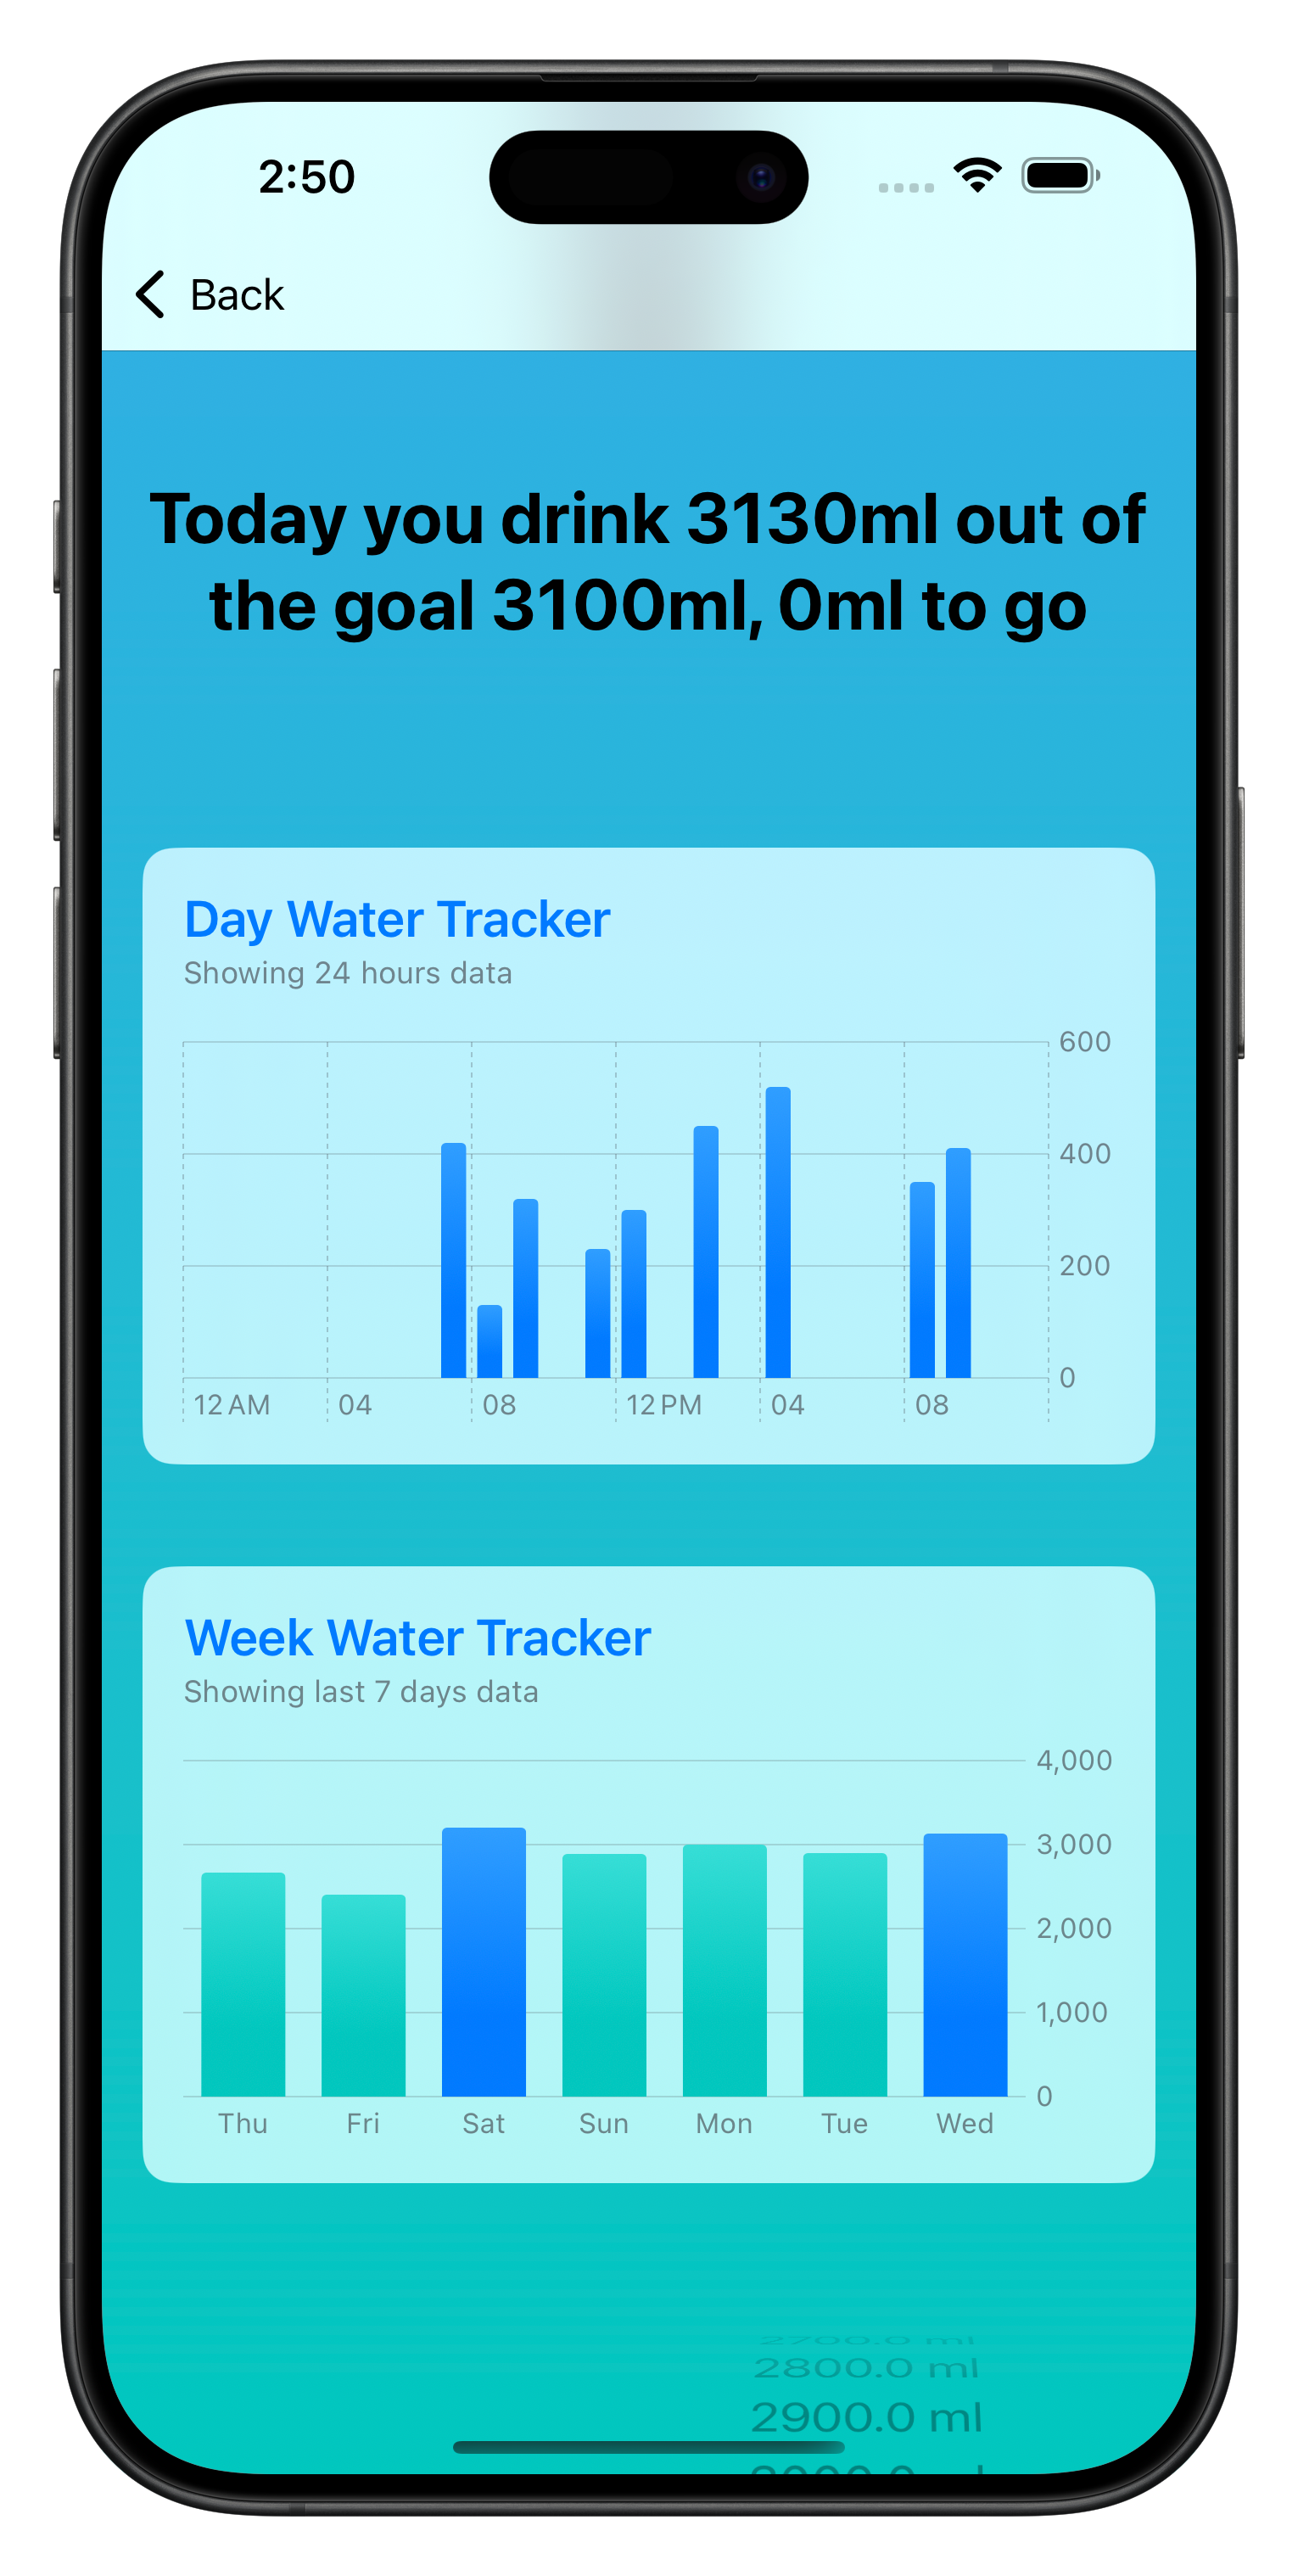 2:50
Back
Today you drink 3130ml out of
the goal 3100ml, 0ml to go
Day Water Tracker
Showing 24 hours data
600
400
200
0
12 AM 04 08 12 PM 04 08
Week Water Tracker
Showing last 7 days data
4,000
3,000
2,000
1,000
0
Thu Fri Sat Sun Mon Tue Wed
2700.0 ml
2800.0 ml
2900.0 ml